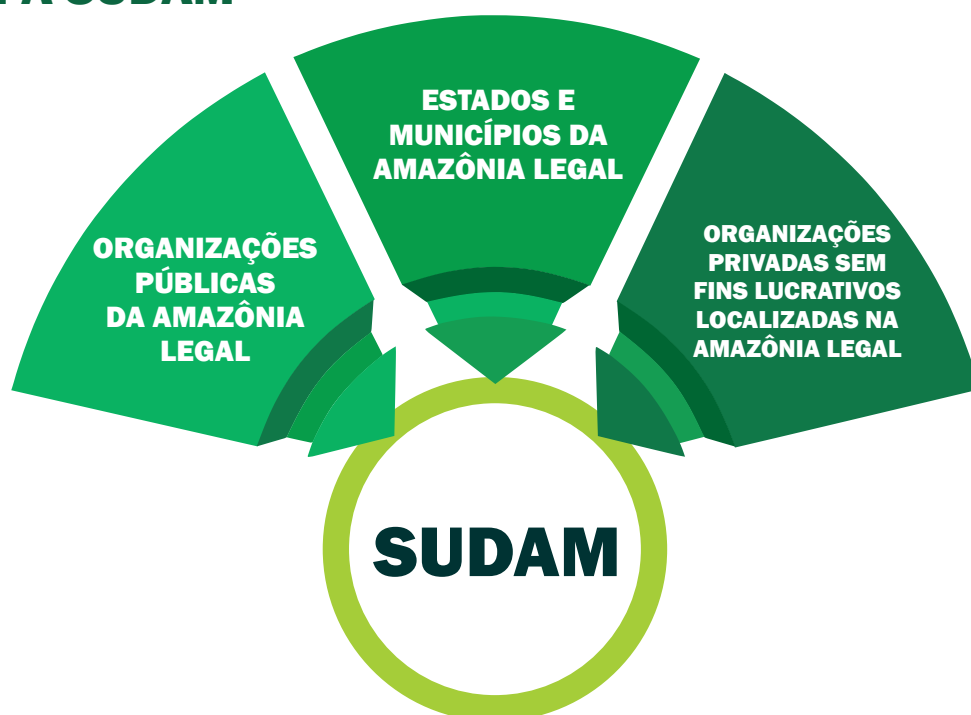 A SUDAM
ORGANIZAÇÕES
PÚBLICAS
DA AMAZÔNIA
LEGAL
ESTADOS E
MUNICÍPIOS DA
AMAZÔNIA LEGAL
ORGANIZAÇÕES
PRIVADAS SEM
FINS LUCRATIVOS
LOCALIZADAS NA
AMAZÔNIA LEGAL
SUDAM